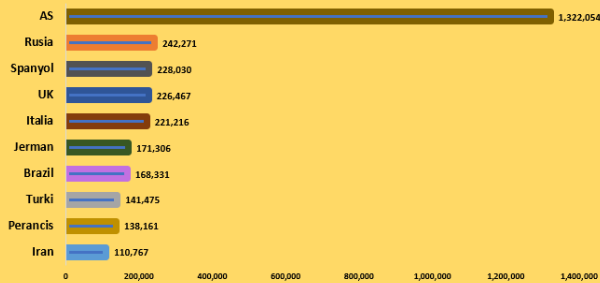 AS 1,322,054
Rusia 242,271
Spanyol 228,030
UK 226,467
Italia 221,216
Jerman 171,306
Brazil 168,331
Turki 141,475
Perancis 138,161
Iran 110,767
0 200,000 400,000 600,000 800,000 1,000,000 1,200,000 1,400,000